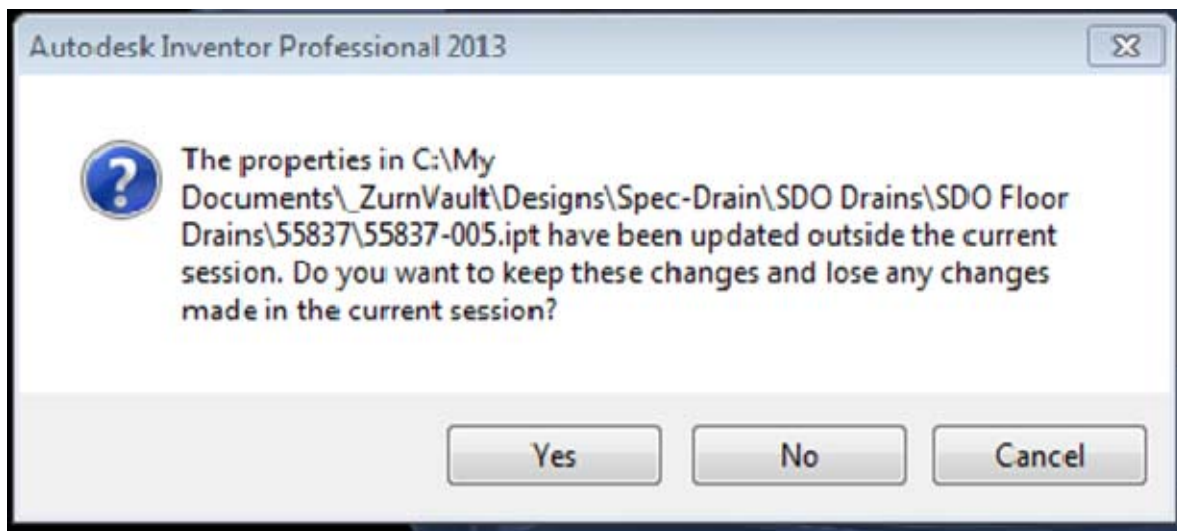 Autodesk Inventor Professional 2013
The properties in C:\My
Documents\_ZurnVault\Designs\Spec-Drain\SDO Drains\SDO Floor
Drains\55837\55837-005.ipt have been updated outside the current
session. Do you want to keep these changes and lose any changes
made in the current session?
Yes No Cancel